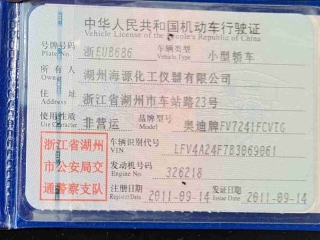 中华人民共和国机动车行驶证
Vehicle License of the People's Republic of China
号牌号码 浙EUB686 车辆类型 小型轿车
Plate No. Vehicle Type
所有人 湖州海源化工仪器有限公司
Owner
住址 浙江省湖州市车站路23号
Address
使用性质 非营运 品牌型号 奥迪牌FV7241FCVTG
Use Character Model
浙江省湖州
市公安局交
通警察支队
车辆识别代号 LFV4A24F7B3069061
VIN
发动机号码 326218
Engine No
注册日期 2011-09-14 发证日期 2011-09-14
Register Date Issue Date